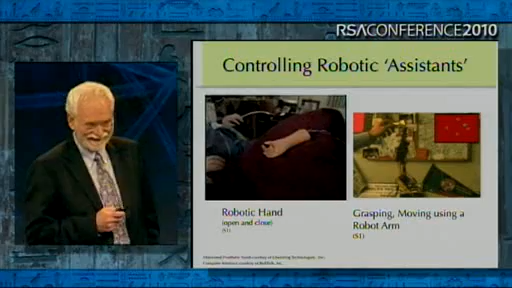 RSACONFERENCE2010
Controlling Robotic ‘Assistants’
Robotic Hand
(open and close)
(S1)
Grasping, Moving using a
Robot Arm
(S1)